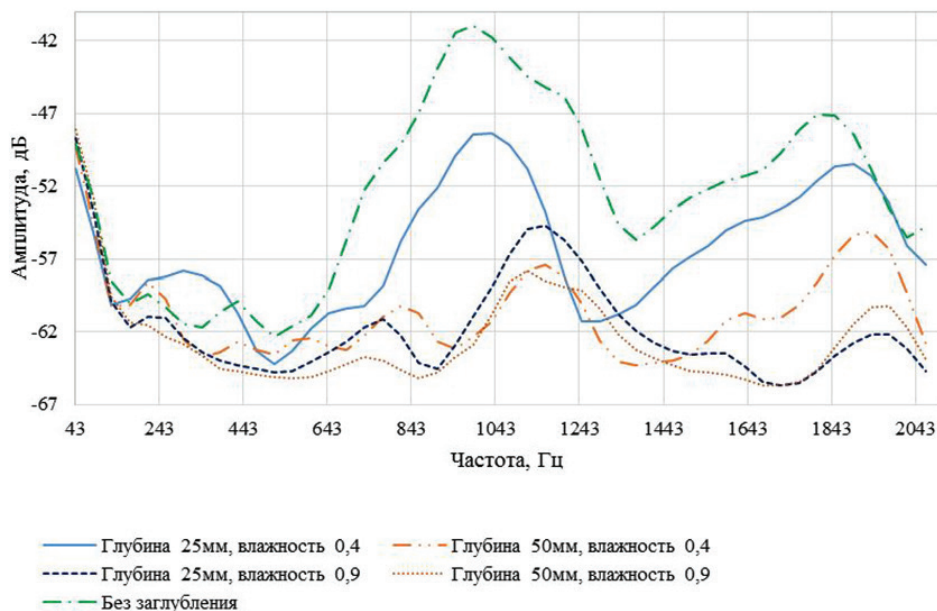 -42
-47
-52
-57
-62
-67
Амплитуда, дБ
43 243 443 643 843 1043 1243 1443 1643 1843 2043
Частота, Гц
Глубина 25мм, влажность 0,4 Глубина 50мм, влажность 0,4
Глубина 25мм, влажность 0,9 Глубина 50мм, влажность 0,9
Без заглубления